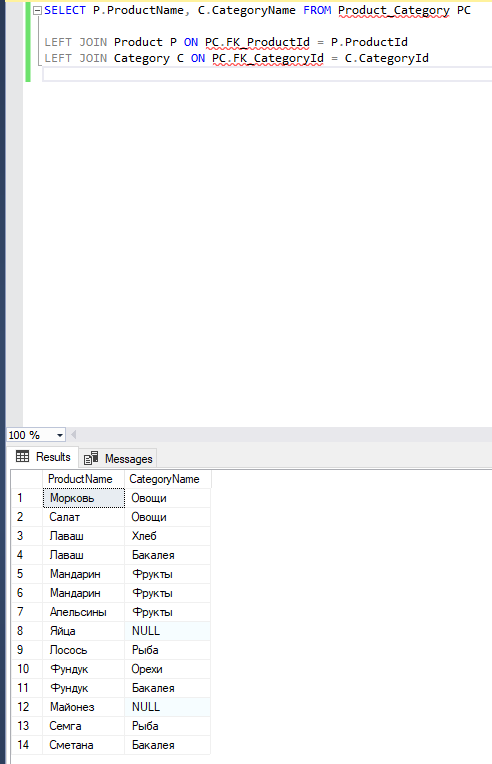 SELECT P.ProductName, C.CategoryName FROM Product_Category PC
LEFT JOIN Product P ON PC.FK_ProductId = P.ProductId
LEFT JOIN Category C ON PC.FK_CategoryId = C.CategoryId
100 %
Results Messages
ProductName CategoryName
1 Морковь Овощи
2 Салат Овощи
3 Лаваш Хлеб
4 Лаваш Бакалея
5 Мандарин Фрукты
6 Мандарин Фрукты
7 Апельсины Фрукты
8 Яйца NULL
9 Лосось Рыба
10 Фундук Орехи
11 Фундук Бакалея
12 Майонез NULL
13 Семга Рыба
14 Сметана Бакалея